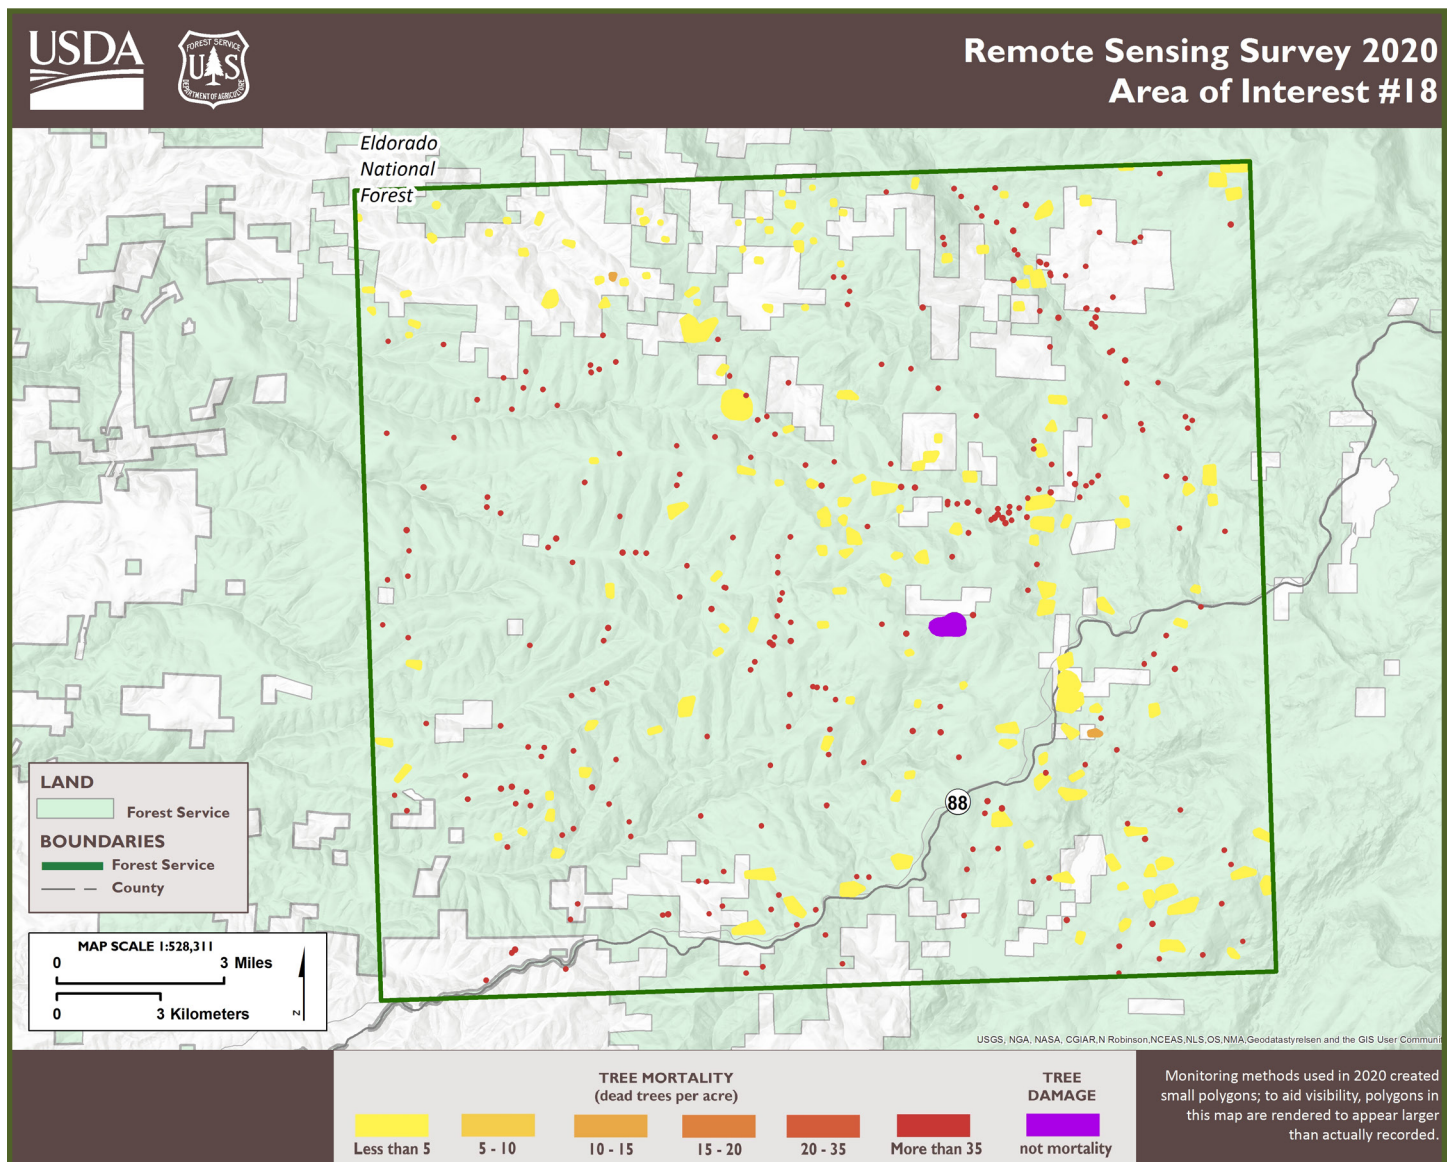 USDA
FOREST SERVICE
U S
DEPARTMENT OF AGRICULTURE
Remote Sensing Survey 2020
Area of Interest #18
Eldorado
National
Forest
88
LAND
Forest Service
BOUNDARIES
Forest Service
County
MAP SCALE 1:528,311
0 3 Miles
0 3 Kilometers
N
USGS, NGA, NASA, CGIAR,N Robinson,NCEAS,NLS,OS,NMA,Geodatastyrelsen and the GIS User Communi
TREE MORTALITY
(dead trees per acre)
Less than 5
5 - 10
10 - 15
15 - 20
20 - 35
More than 35
TREE
DAMAGE
not mortality
Monitoring methods used in 2020 created
small polygons; to aid visibility, polygons in
this map are rendered to appear larger
than actually recorded.